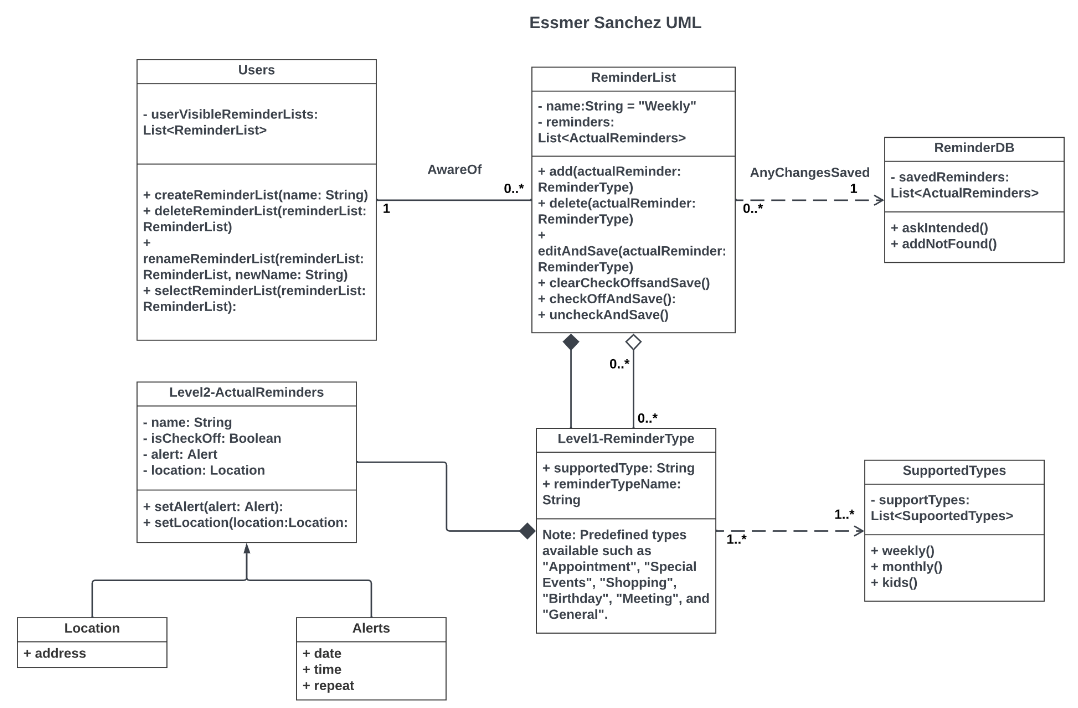 Essmer Sanchez UML
Users
- userVisibleReminderLists:
List<ReminderList>
+ createReminderList(name: String)
+ deleteReminderList(reminderList:
ReminderList)
+
renameReminderList(reminderList:
ReminderList, newName: String)
+ selectReminderList(reminderList:
ReminderList):
AwareOf
1
0..*
ReminderList
- name:String = "Weekly"
- reminders:
List<ActualReminders>
+ add(actualReminder:
ReminderType)
+ delete(actualReminder:
ReminderType)
+
editAndSave(actualReminder:
ReminderType)
+ clearCheckOffsandSave()
+ checkOffAndSave():
+ uncheckAndSave()
AnyChangesSaved
0..*
1
ReminderDB
- savedReminders:
List<ActualReminders>
+ askIntended()
+ addNotFound()
0..*
0..*
Level2-ActualReminders
- name: String
- isCheckOff: Boolean
- alert: Alert
- location: Location
+ setAlert(alert: Alert):
+ setLocation(location:Location:
Level1-ReminderType
+ supportedType: String
+ reminderTypeName:
String
Note: Predefined types
available such as
"Appointment", "Special
Events", "Shopping",
"Birthday", "Meeting", and
"General".
1..*
1..*
SupportedTypes
- supportTypes:
List<SupoortedTypes>
+ weekly()
+ monthly()
+ kids()
Location
+ address
Alerts
+ date
+ time
+ repeat